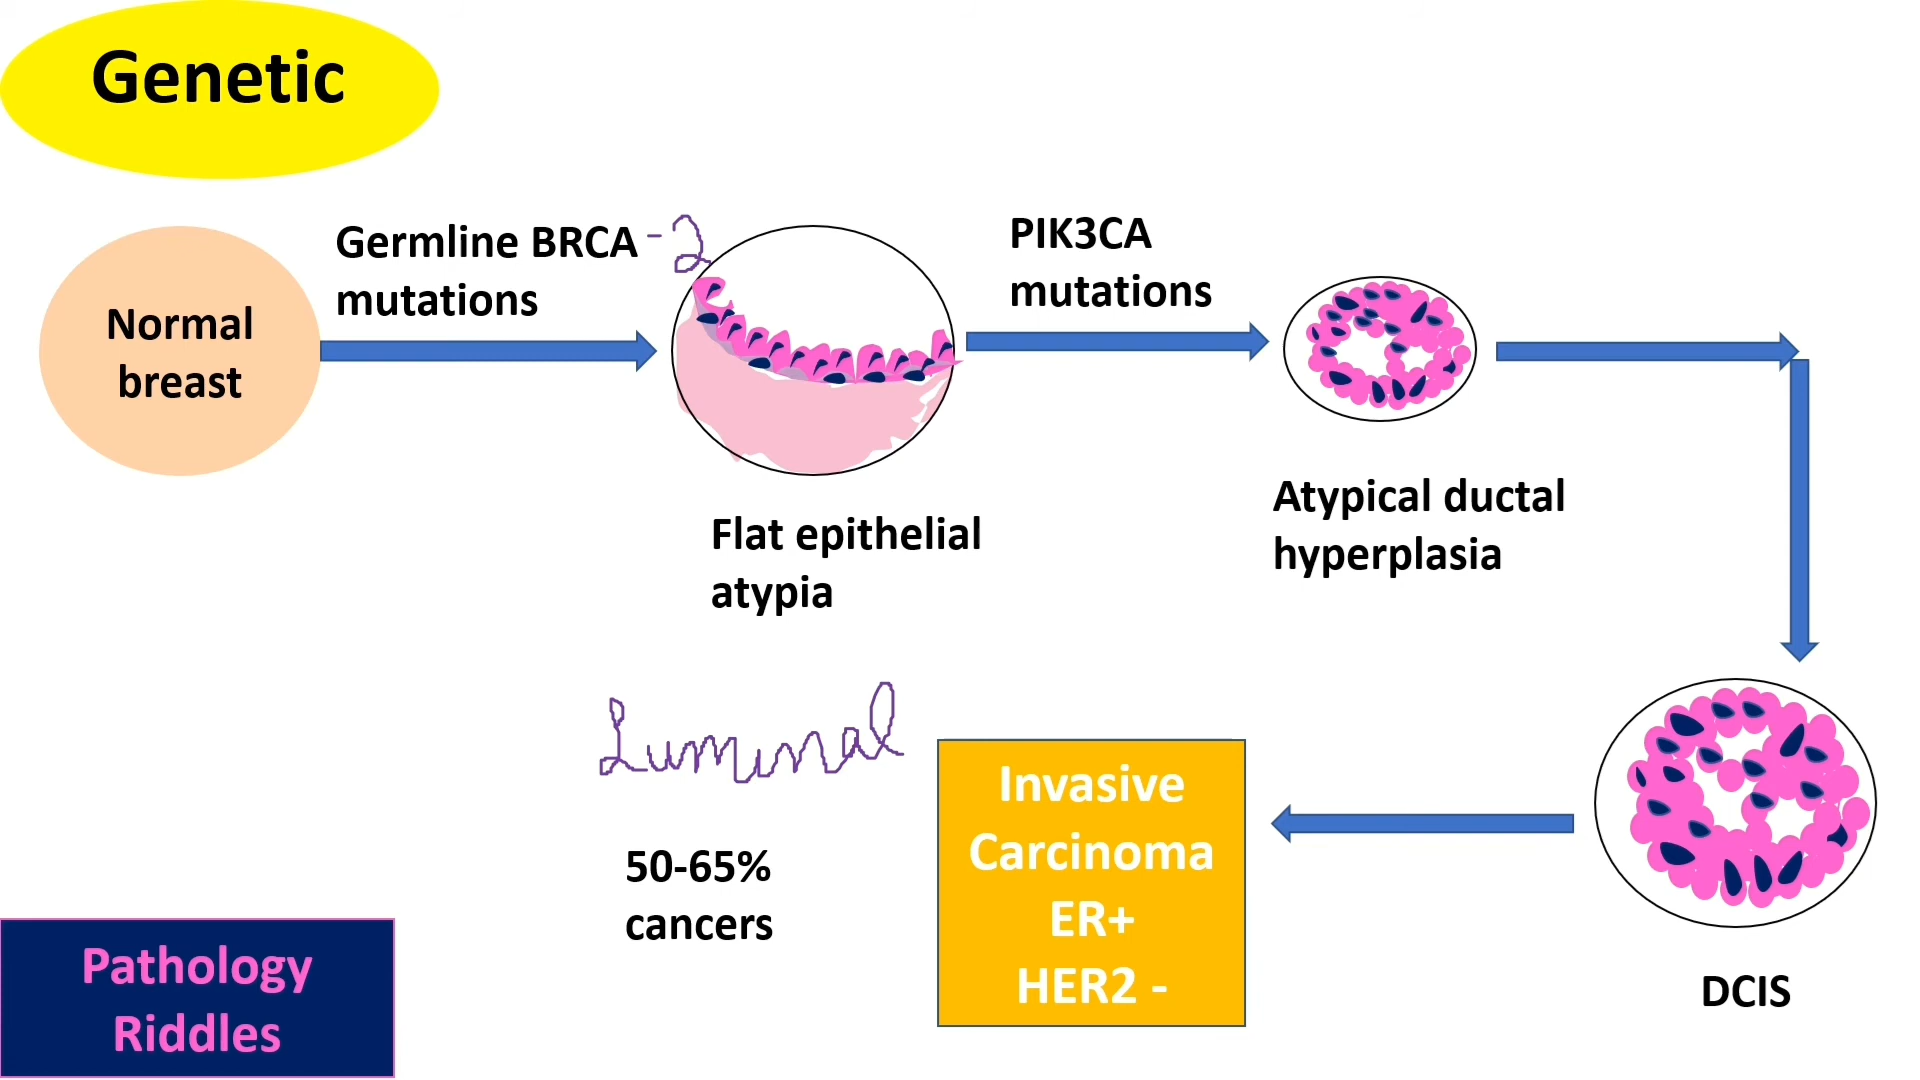 Genetic
Germline BRCA - 2
mutations
PIK3CA
mutations
Normal
breast
Flat epithelial
atypia
Atypical ductal
hyperplasia
Luminal
50-65%
cancers
Invasive
Carcinoma
ER+
HER2 -
DCIS
Pathology
Riddles